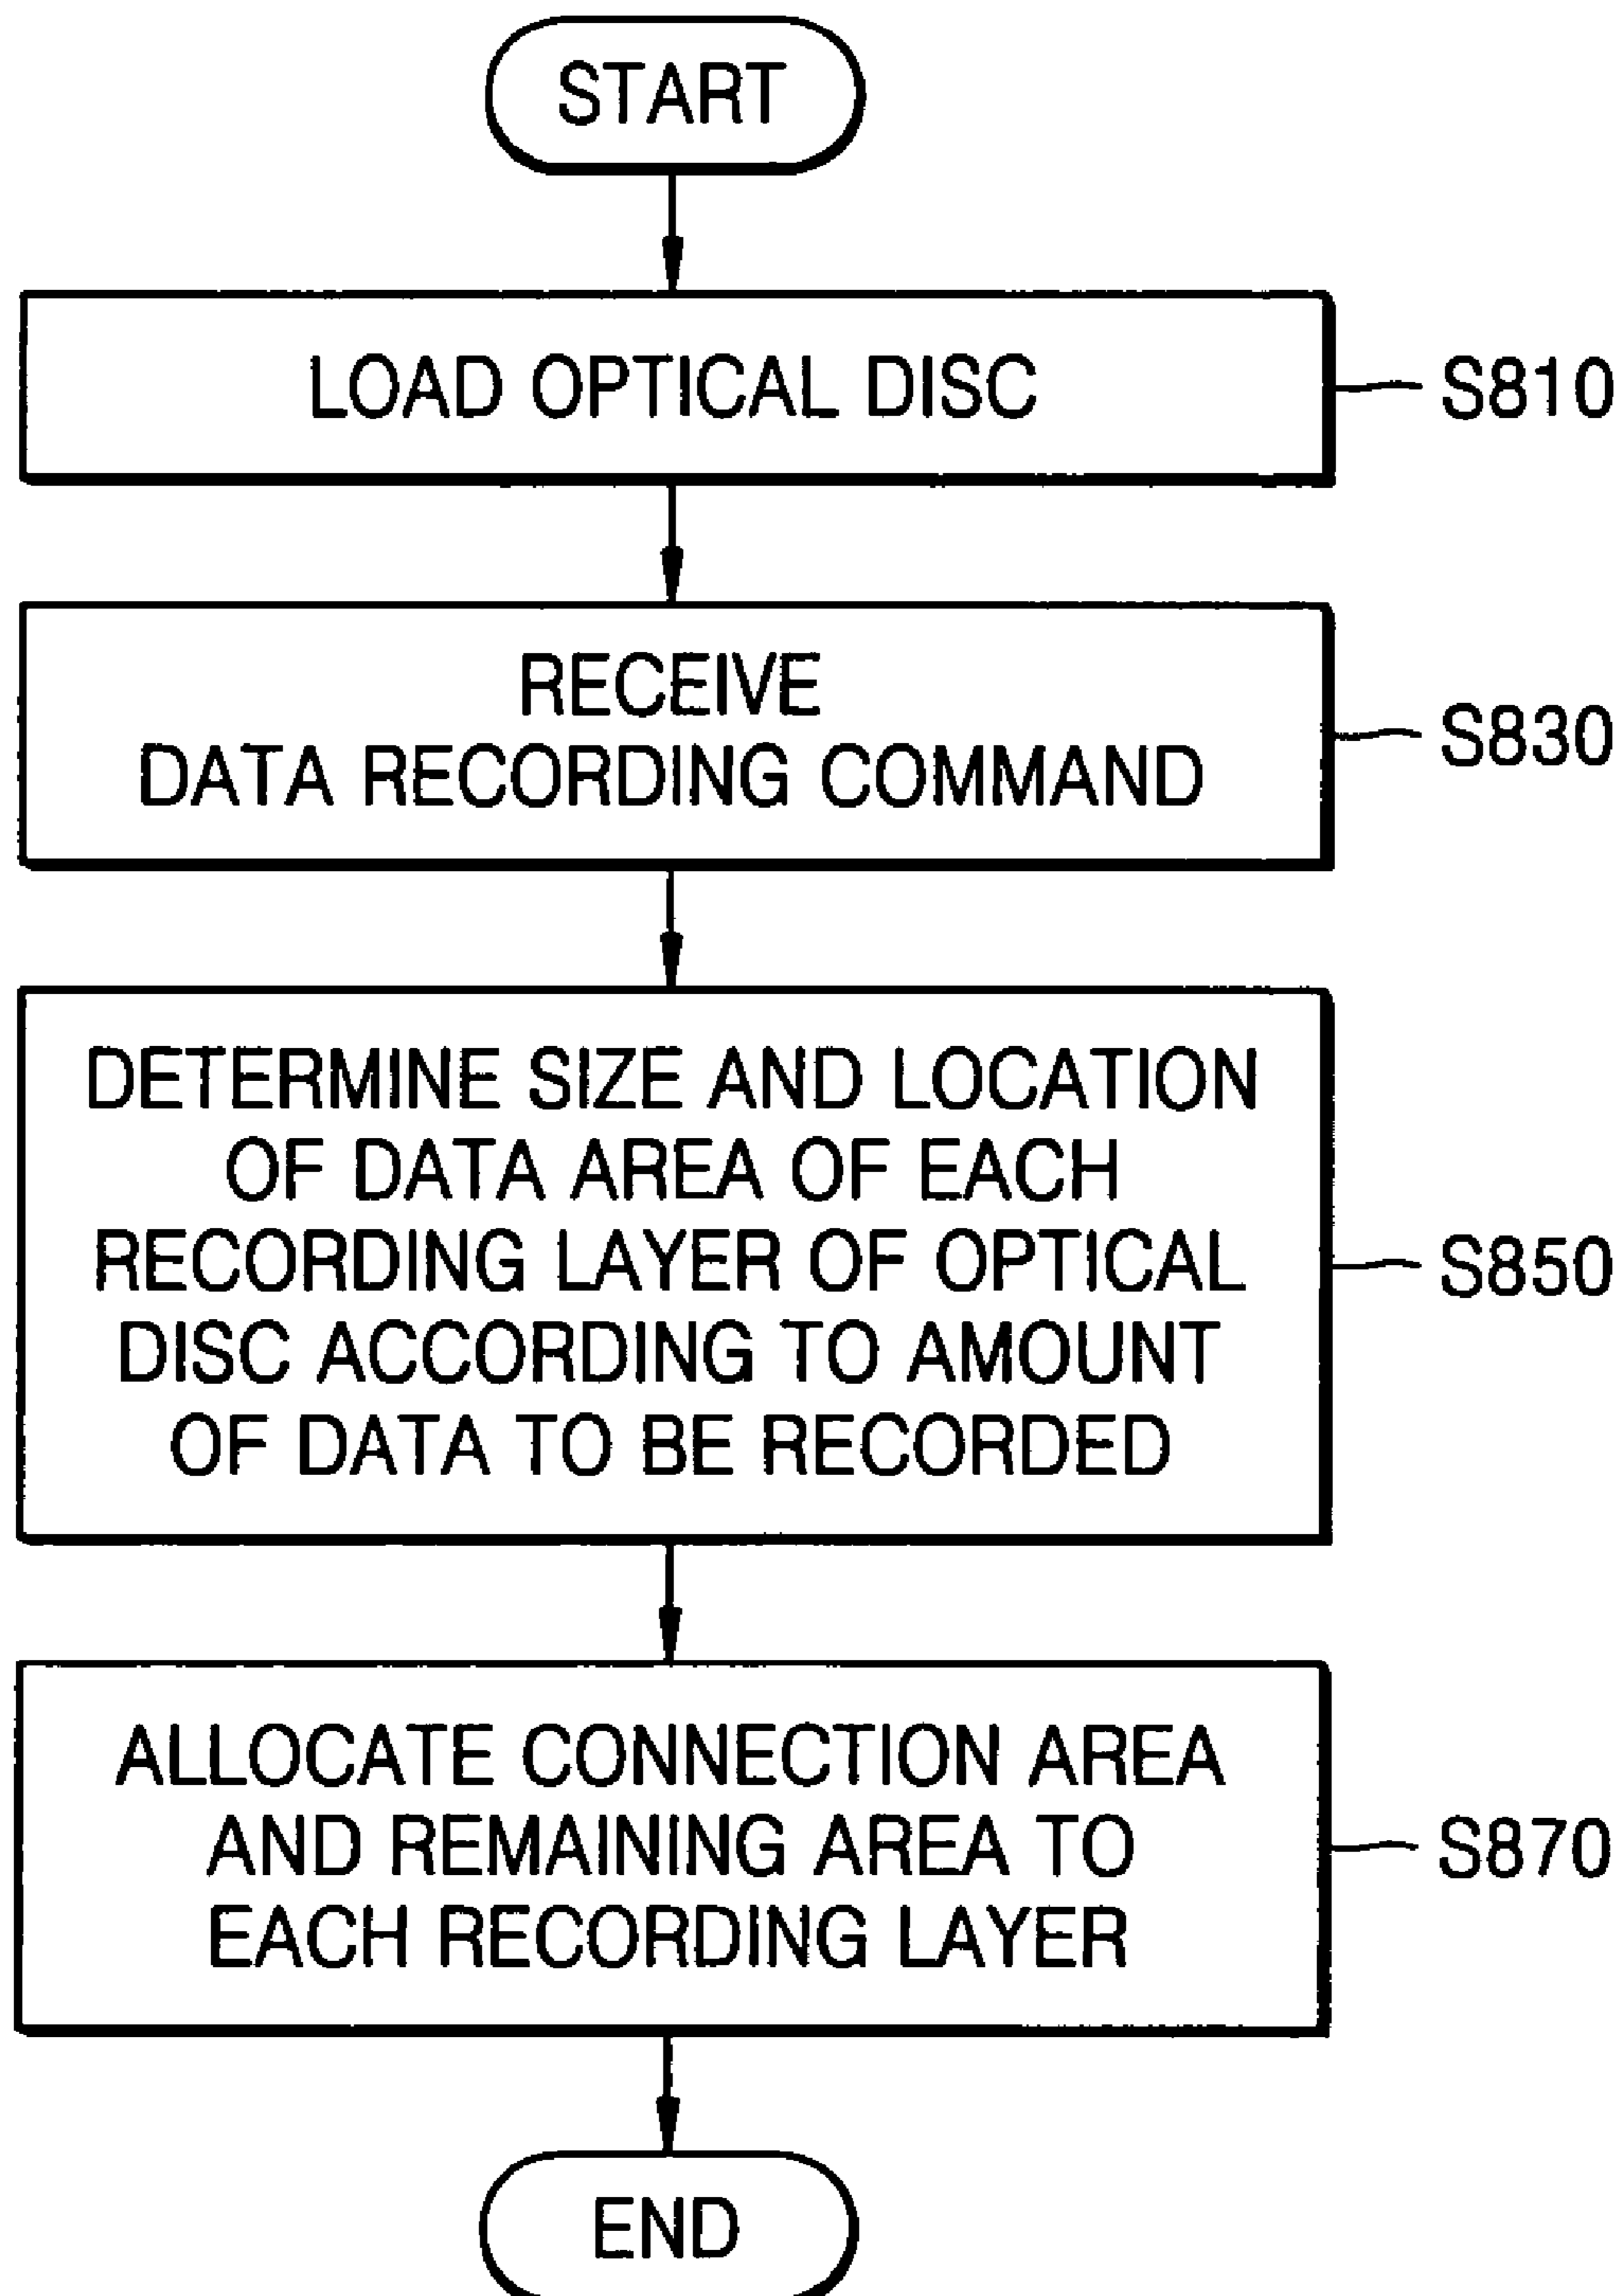 START
LOAD OPTICAL DISC
S810
RECEIVE
DATA RECORDING COMMAND
S830
DETERMINE SIZE AND LOCATION
OF DATA AREA OF EACH
RECORDING LAYER OF OPTICAL
DISC ACCORDING TO AMOUNT
OF DATA TO BE RECORDED
S850
ALLOCATE CONNECTION AREA
AND REMAINING AREA TO
EACH RECORDING LAYER
S870
END